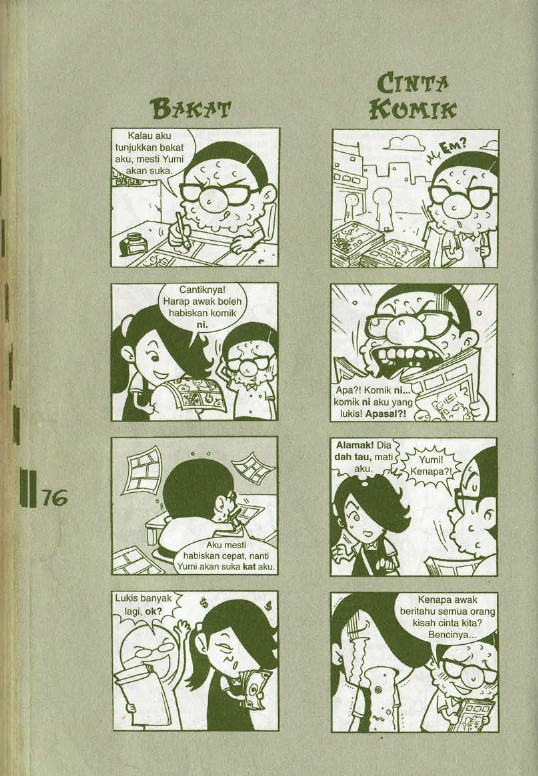 BAKAT
Kalau aku
tunjukkan bakat
aku, mesti Yumi
akan suka.
Cantiknya!
Harap awak boleh
habiskan komik
ni.
Aku mesti
habiskan cepat, nanti
Yumi akan suka kat aku.
Lukis banyak
lagi, ok?
CINTA
KOMIK
EM?
Apa?! Komik ni...
komik ni aku yang
lukis! Apasal?!
Alamak! Dia
dah tau, mati
aku.
Yumi!
Kenapa?!
Kenapa awak
beritahu semua orang
kisah cinta kita?
Bencinya...
76